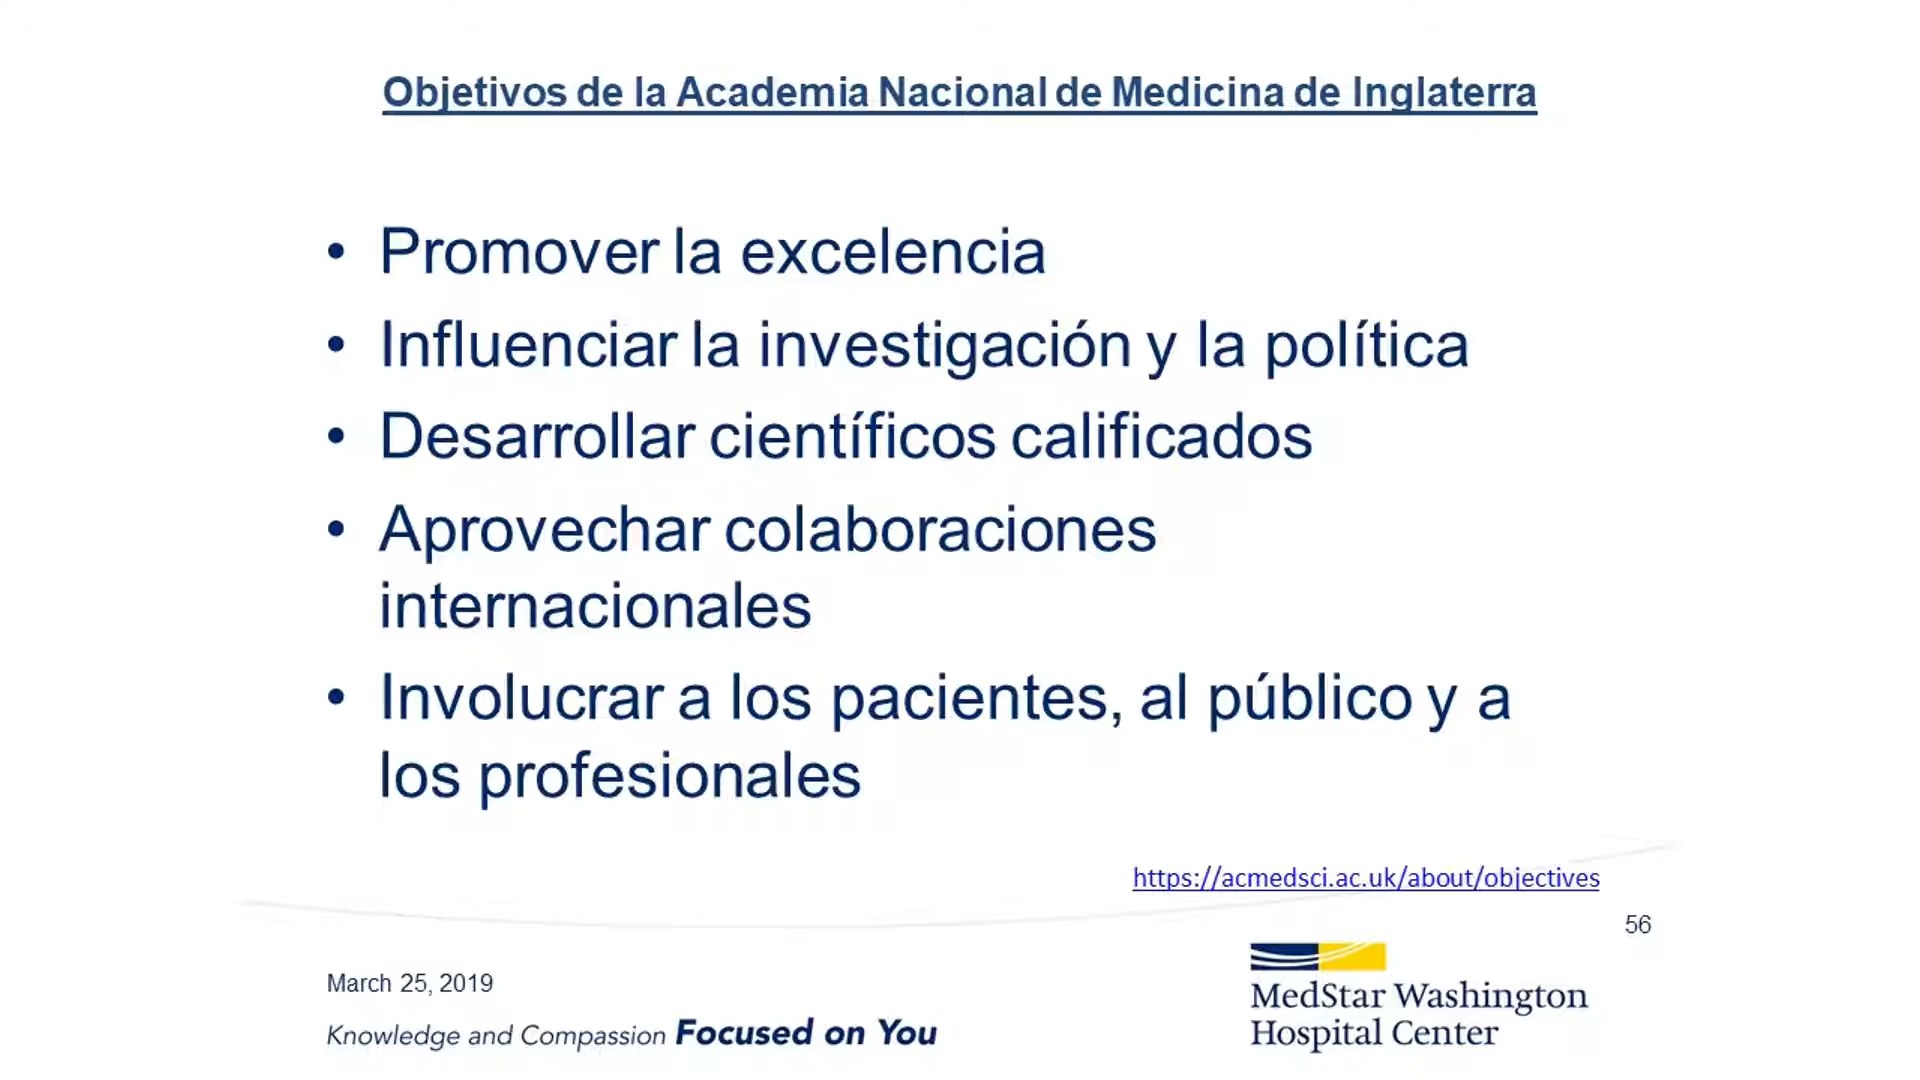 Objetivos de la Academia Nacional de Medicina de Inglaterra
• Promover la excelencia
• Influenciar la investigación y la política
• Desarrollar científicos calificados
• Aprovechar colaboraciones
internacionales
• Involucrar a los pacientes, al público y a
los profesionales
https://acmedsci.ac.uk/about/objectives
56
March 25, 2019
Knowledge and Compassion Focused on You
MedStar Washington
Hospital Center